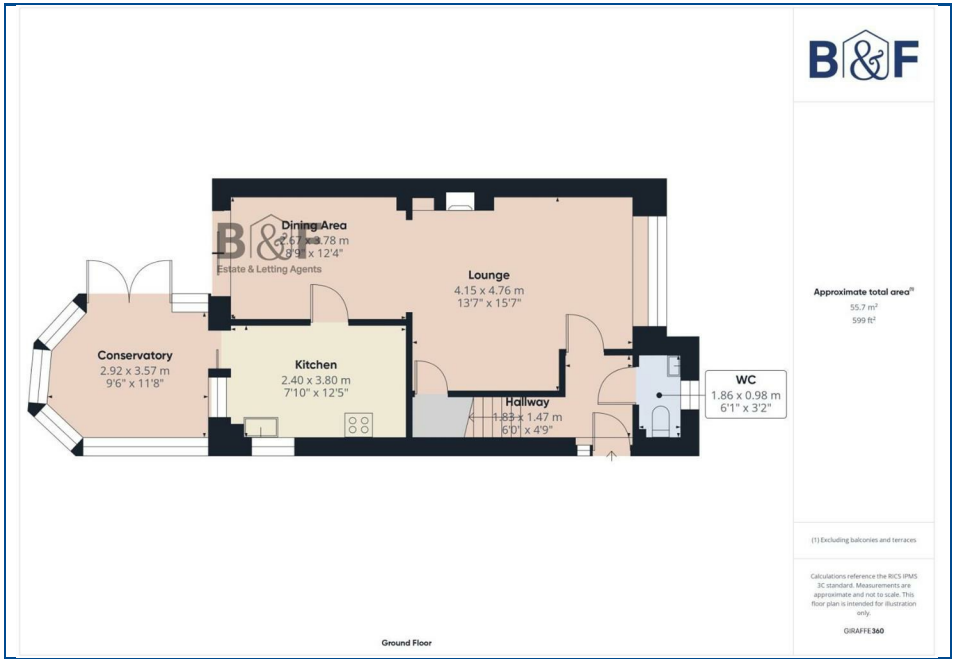 B&F
Dining Area
2.67 x 3.78 m
8'9" x 12'4"
B&F
Estate & Letting Agents
Lounge
4.15 x 4.76 m
13'7" x 15'7"
Conservatory
2.92 x 3.57 m
9'6" x 11'8"
Kitchen
2.40 x 3.80 m
7'10" x 12'5"
Hallway
1.83 x 1.47 m
6'0" x 4'9"
WC
1.86 x 0.98 m
6'1" x 3'2"
Approximate total area(1)
55.7 m²
599 ft²
(1) Excluding balconies and terraces
Calculations reference the RICS IPMS
3C standard. Measurements are
approximate and not to scale. This
floor plan is intended for illustration
only.
GIRAFFE360
Ground Floor